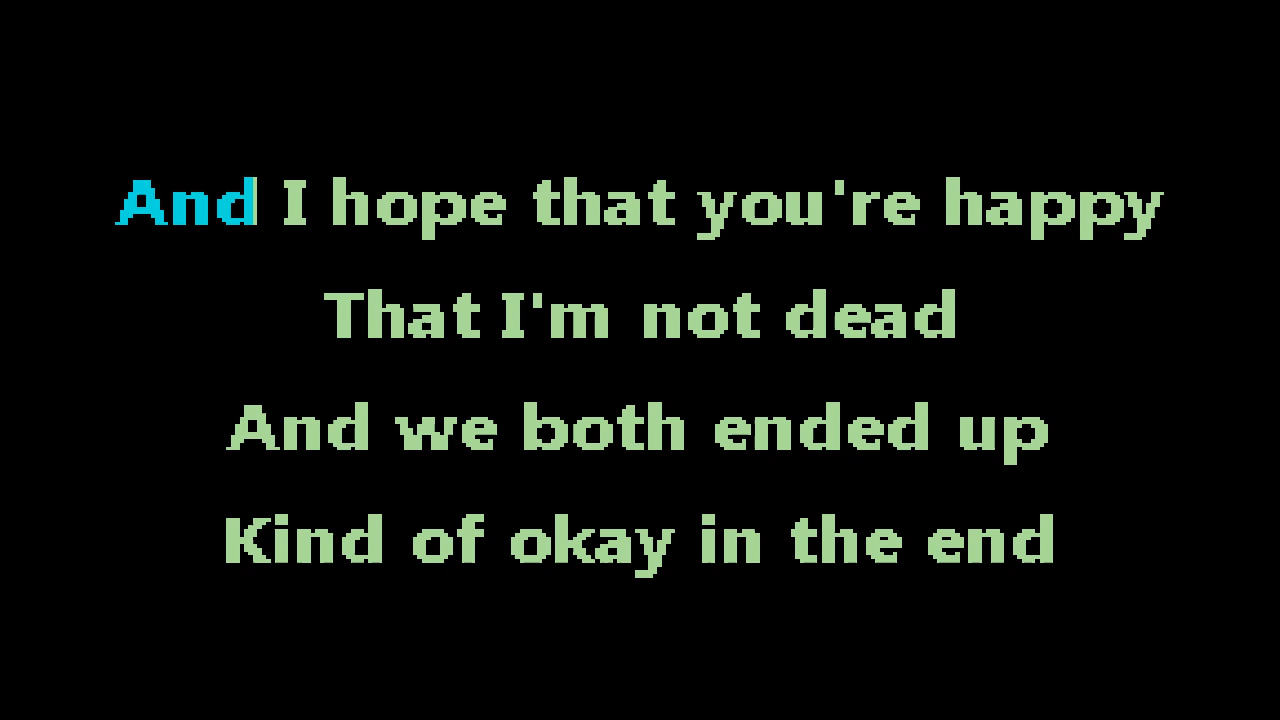 And I hope that you're happy
That I'm not dead
And we both ended up
Kind of okay in the end